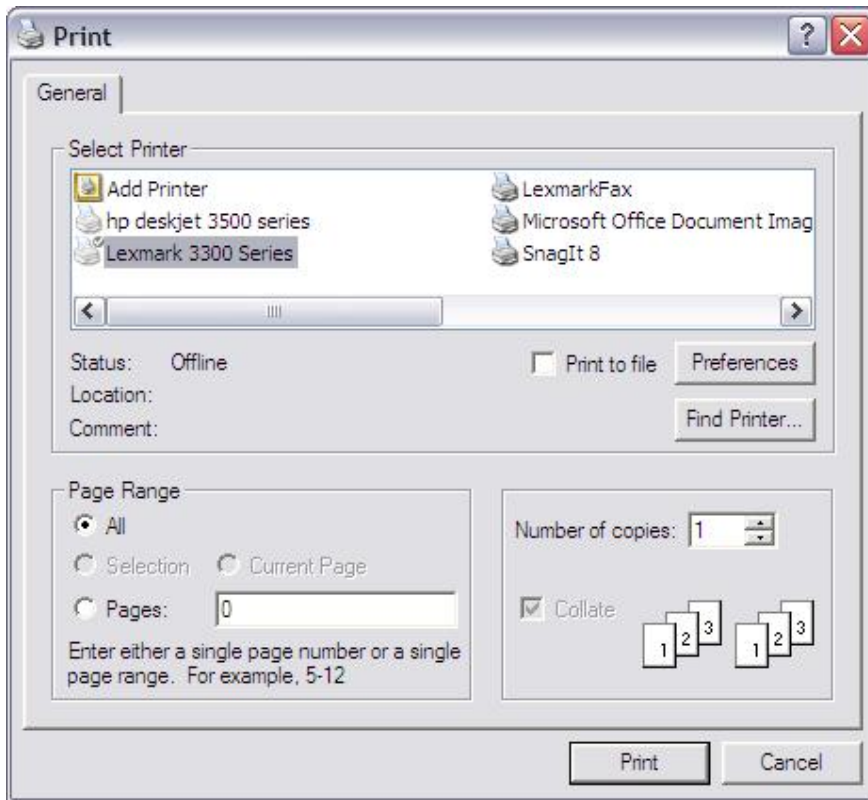 Print
General
Select Printer
Add Printer
LexmarkFax
hp deskjet 3500 series
Microsoft Office Document Imag
Lexmark 3300 Series
SnagIt 8
Status: Offline
Print to file
Preferences
Location:
Comment:
Find Printer...
Page Range
All
Selection
Current Page
Pages: 0
Enter either a single page number or a single
page range. For example, 5-12
Number of copies: 1
Collate
1 2 3 1 2 3
Print
Cancel